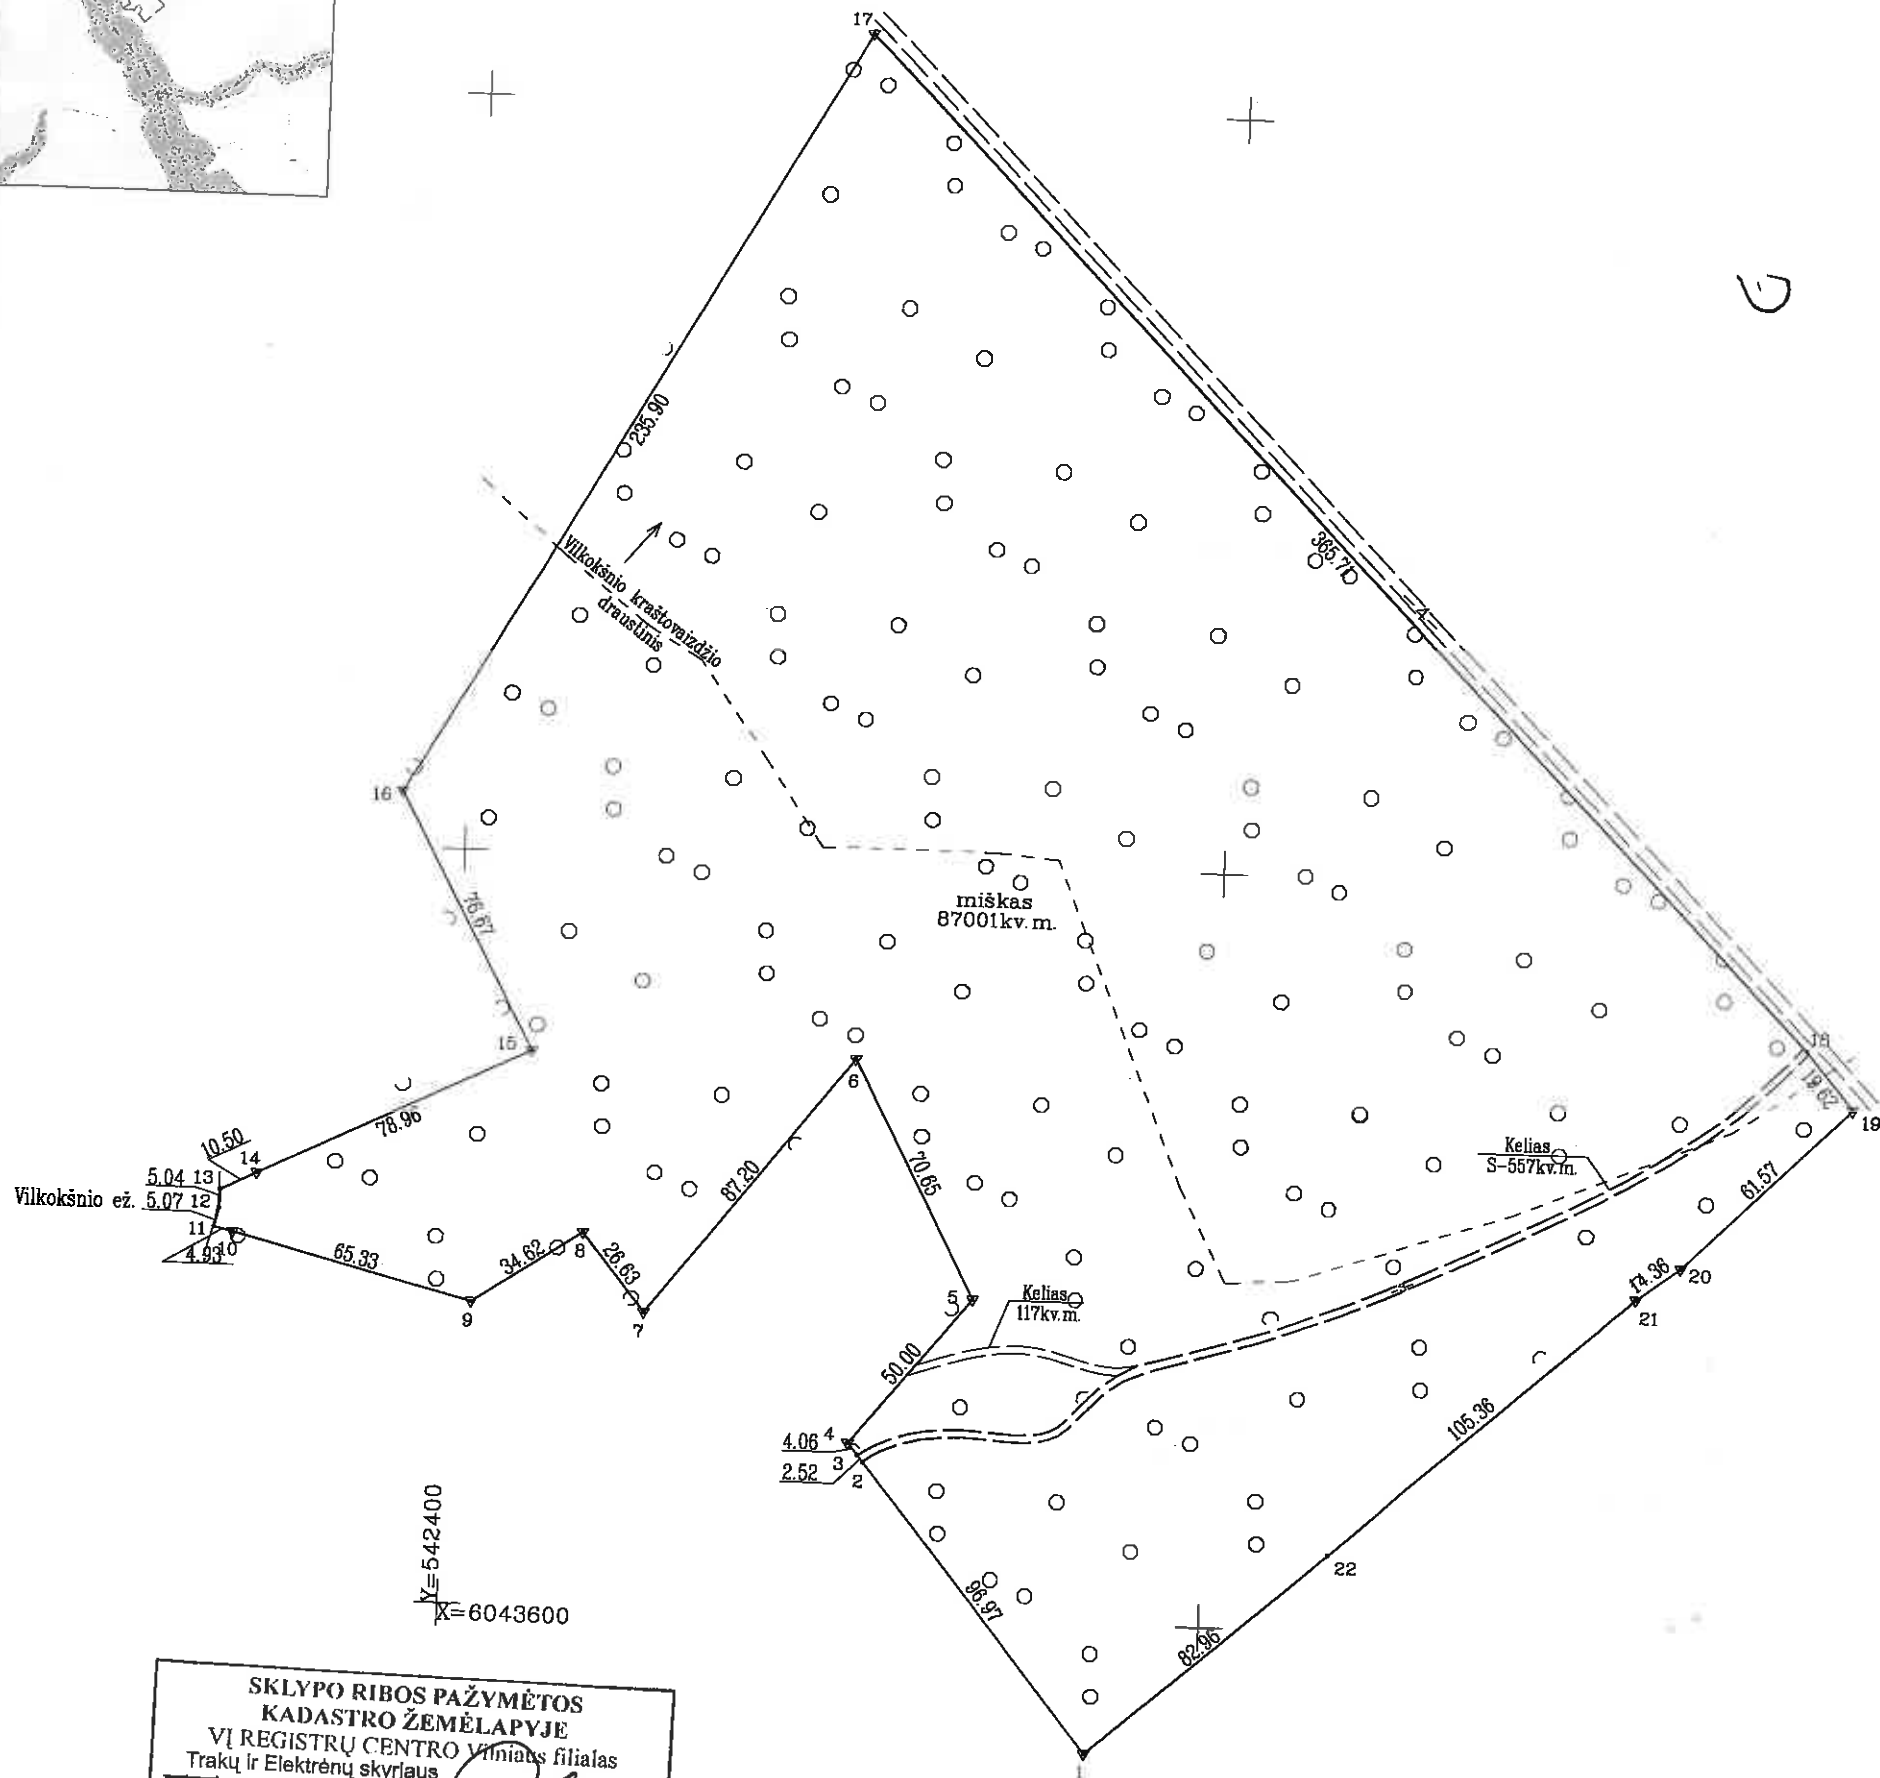 17
235.90
365.71
4
Vilkokšnio kraštovaizdžio
draustinis
16
76.67
miškas
87001kv.m.
15
18
19.62
19
6
78.96
10.50
14
5.04 13
Vilkokšnio ež. 5.07 12
11
10
4.93
65.33
34.62
8
26.63
9
7
87.20
70.65
Kelias
S-557kv.m.
61.57
20
14.36
21
5
Kelias
117kv.m.
50.00
105.36
4.06 4
3
2.52
2
Y=542400
X=6043600
96.97
22
82.96
1
SKLYPO RIBOS PAŽYMĖTOS
KADASTRO ŽEMĖLAPYJE
VĮ REGISTRŲ CENTRO Vilniaus filialas
Trakų ir Elektrėnų skyriaus